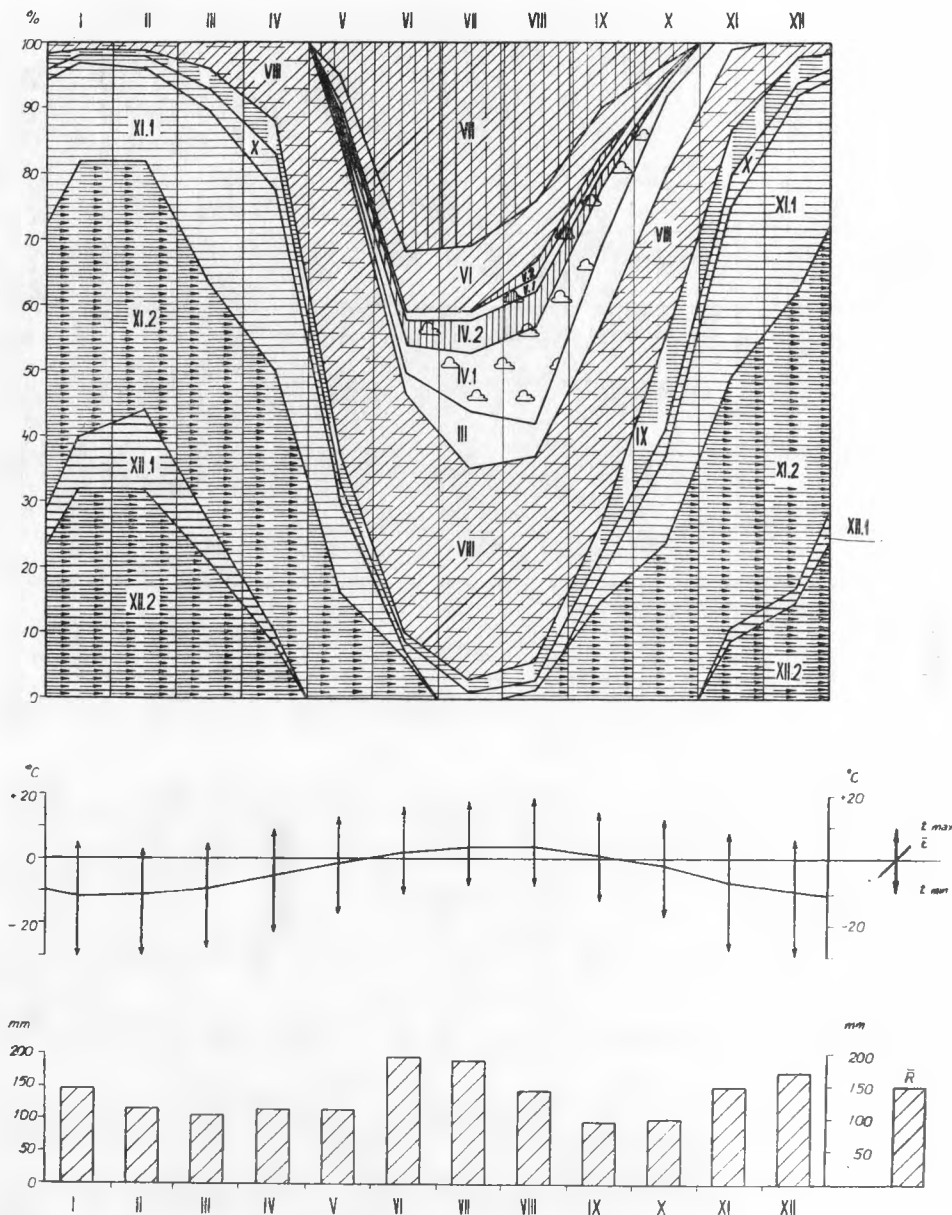 % I II III IV V VI VII VIII IX X XI XII
100
90
80
70
60
50
40
30
20
10
0
VIII
VII
XI.1
X
X
XI.1
VIII
VI
IV.2
XI.2
IV.1
III
IX
XI.2
XII.1
XII.1
VIII
XII.2
XII.2
°C °C
+20 +20
0 0
-20 -20
t max
t̄
t min
mm mm
200 200
150 150
100 100
50 50
0
R̄
I II III IV V VI VII VIII IX X XI XII